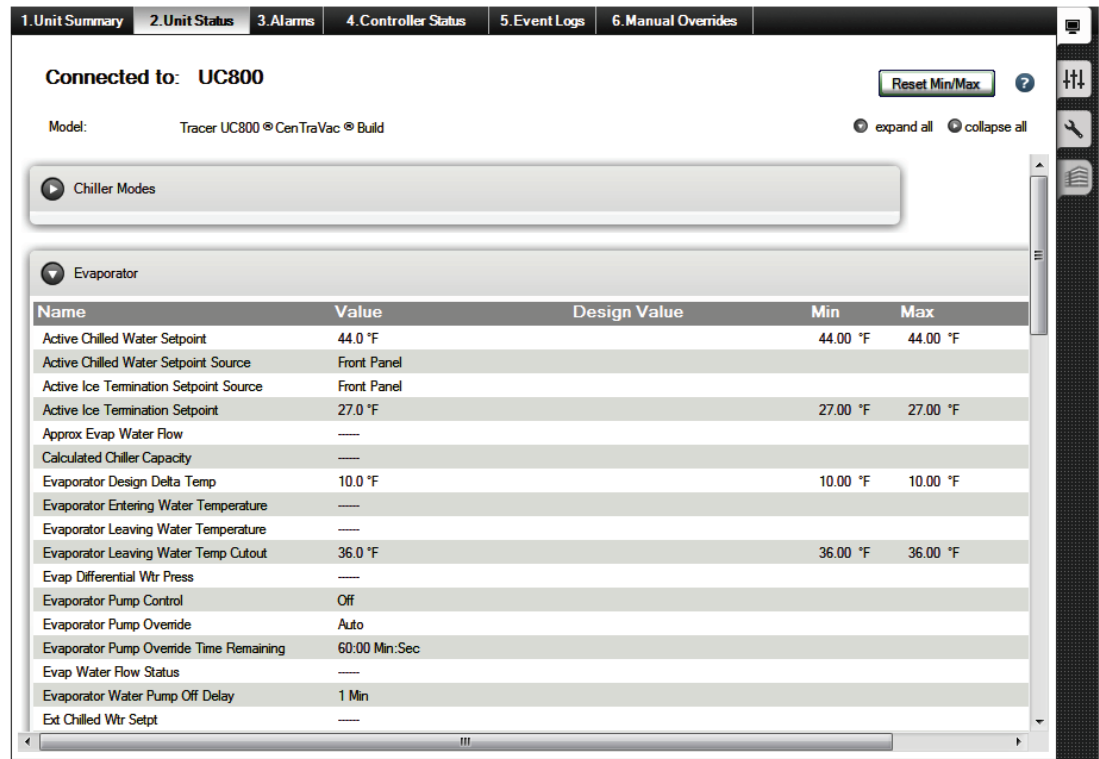 1.Unit Summary 2.Unit Status 3.Alarms 4.Controller Status 5.Event Logs 6.Manual Overrides
Connected to: UC800
Reset Min/Max ?
Model: Tracer UC800 ® CenTraVac ® Build expand all collapse all
Chiller Modes
Evaporator
Name Value Design Value Min Max
Active Chilled Water Setpoint 44.0 °F 44.00 °F 44.00 °F
Active Chilled Water Setpoint Source Front Panel
Active Ice Termination Setpoint Source Front Panel
Active Ice Termination Setpoint 27.0 °F 27.00 °F 27.00 °F
Approx Evap Water Flow -----
Calculated Chiller Capacity -----
Evaporator Design Delta Temp 10.0 °F 10.00 °F 10.00 °F
Evaporator Entering Water Temperature -----
Evaporator Leaving Water Temperature -----
Evaporator Leaving Water Temp Cutout 36.0 °F 36.00 °F 36.00 °F
Evap Differential Wtr Press -----
Evaporator Pump Control Off
Evaporator Pump Override Auto
Evaporator Pump Override Time Remaining 60:00 Min:Sec
Evap Water Flow Status -----
Evaporator Water Pump Off Delay 1 Min
Ext Chilled Wtr Setpt -----